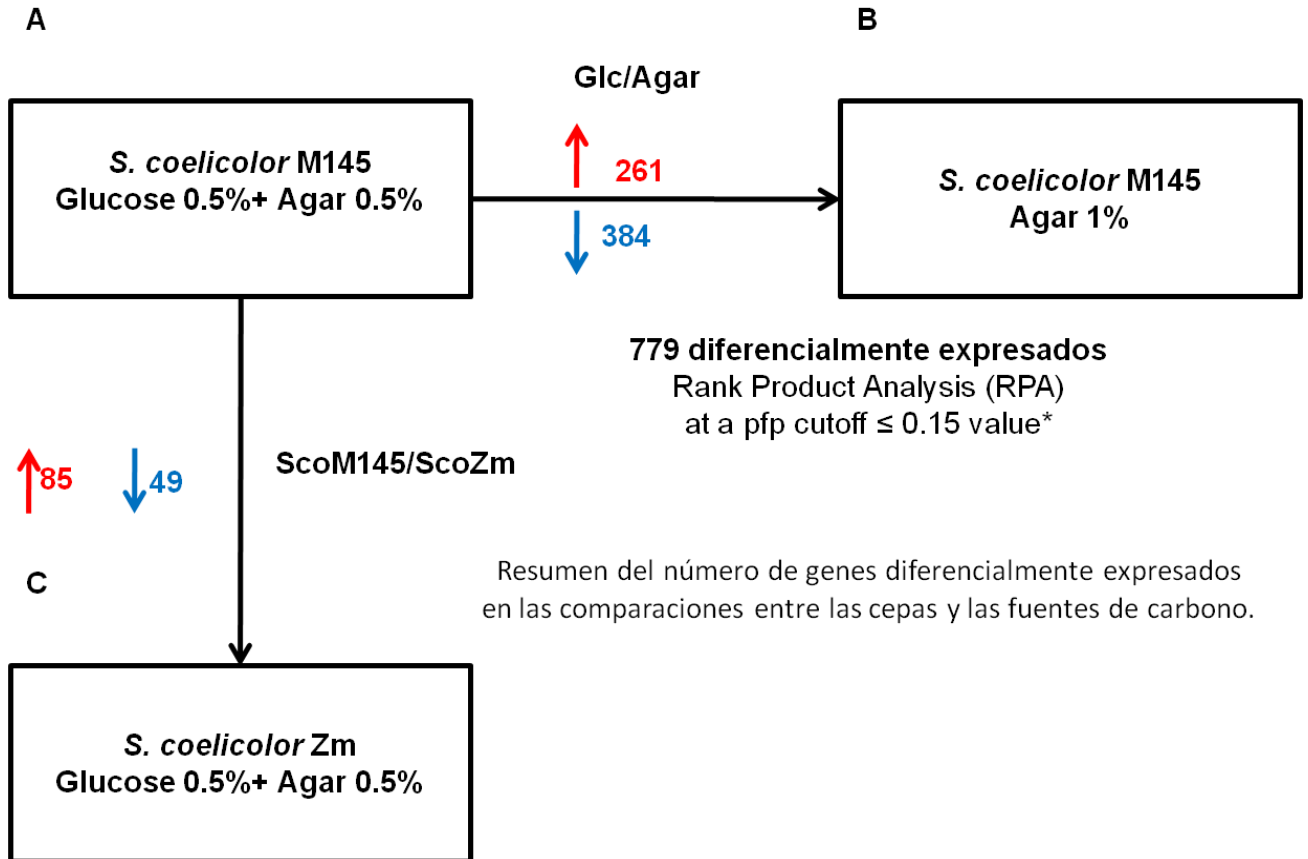 A
B
Glc/Agar
S. coelicolor M145
Glucose 0.5%+ Agar 0.5%
261
384
S. coelicolor M145
Agar 1%
779 diferencialmente expresados
Rank Product Analysis (RPA)
at a pfp cutoff ≤ 0.15 value*
85
49
ScoM145/ScoZm
C
Resumen del número de genes diferencialmente expresados
en las comparaciones entre las cepas y las fuentes de carbono.
S. coelicolor Zm
Glucose 0.5%+ Agar 0.5%